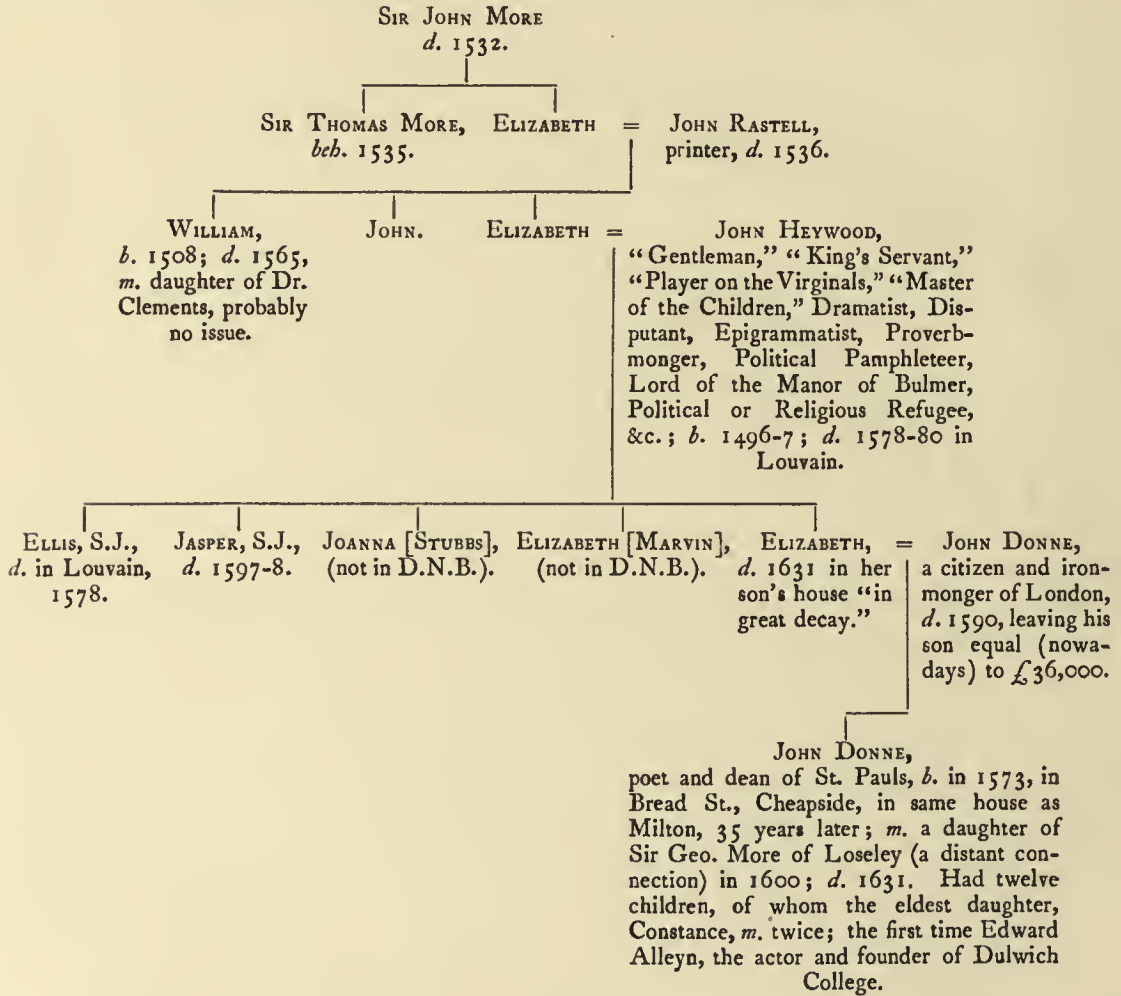 SIR JOHN MORE
d. 1532.
SIR THOMAS MORE,
beh. 1535.
ELIZABETH =
JOHN RASTELL,
printer, d. 1536.
WILLIAM,
b. 1508; d. 1565,
m. daughter of Dr.
Clements, probably
no issue.
JOHN.
ELIZABETH =
JOHN HEYWOOD,
"Gentleman," "King's Servant,"
"Player on the Virginals," "Master
of the Children," Dramatist, Dis-
putant, Epigrammatist, Proverb-
monger, Political Pamphleteer,
Lord of the Manor of Bulmer,
Political or Religious Refugee,
&c.; b. 1496-7; d. 1578-80 in
Louvain.
ELLIS, S.J.,
d. in Louvain,
1578.
JASPER, S.J.,
d. 1597-8.
JOANNA [STUBBS],
(not in D.N.B.).
ELIZABETH [MARVIN],
(not in D.N.B.).
ELIZABETH, =
d. 1631 in her
son's house "in
great decay."
JOHN DONNE,
a citizen and iron-
monger of London,
d. 1590, leaving his
son equal (nowa-
days) to £36,000.
JOHN DONNE,
poet and dean of St. Pauls, b. in 1573, in
Bread St., Cheapside, in same house as
Milton, 35 years later; m. a daughter of
Sir Geo. More of Loseley (a distant con-
nection) in 1600; d. 1631. Had twelve
children, of whom the eldest daughter,
Constance, m. twice; the first time Edward
Alleyn, the actor and founder of Dulwich
College.